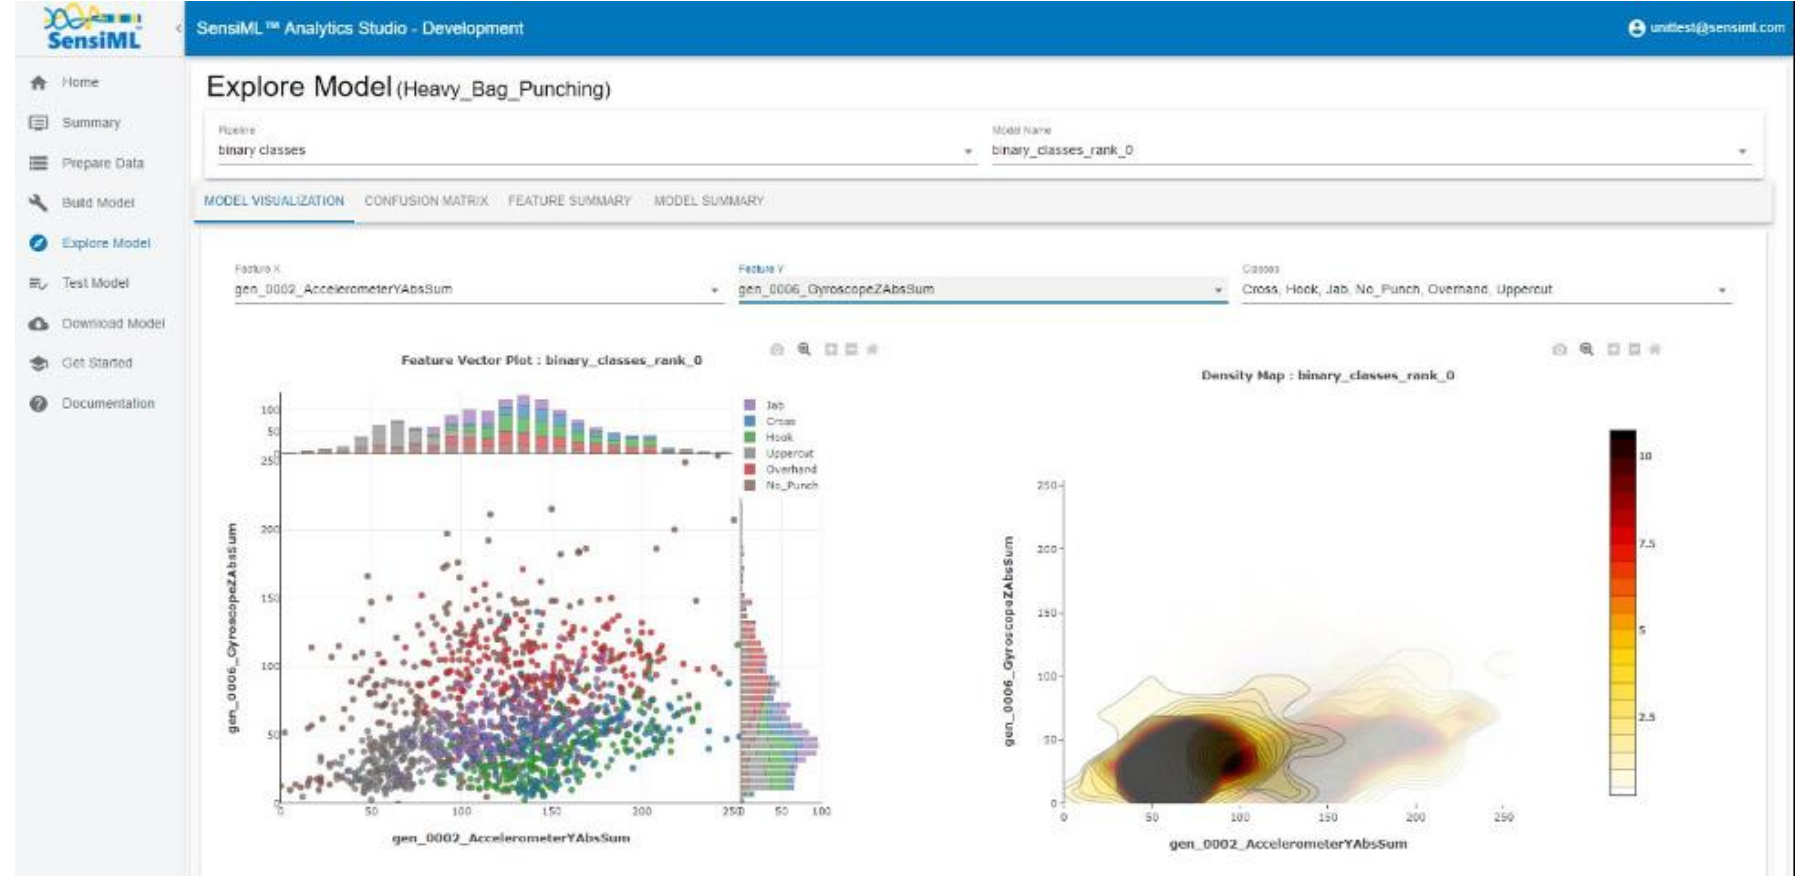 SensiML
SensiML™ Analytics Studio - Development
unittest@sensiml.com
Home
Summary
Prepare Data
Build Model
Explore Model
Test Model
Download Model
Get Started
Documentation
Explore Model (Heavy_Bag_Punching)
Pipeline
binary classes
Model Name
binary_classes_rank_0
MODEL VISUALIZATION CONFUSION MATRIX FEATURE SUMMARY MODEL SUMMARY
Feature X
gen_0002_AccelerometerYAbsSum
Feature Y
gen_0006_GyroscopeZAbsSum
Classes
Cross, Hook, Jab, No_Punch, Overhand, Uppercut
Feature Vector Plot : binary_classes_rank_0
100
50
0
Jab
Cross
Hook
Uppercut
Overhand
No_Punch
250
200
150
100
50
0
gen_0006_GyroscopeZAbsSum
0 50 100 150 200 250 50 100
gen_0002_AccelerometerYAbsSum
Density Map : binary_classes_rank_0
250
200
150
100
50
0
gen_0006_GyroscopeZAbsSum
0 50 100 150 200 250
gen_0002_AccelerometerYAbsSum
10
7.5
5
2.5